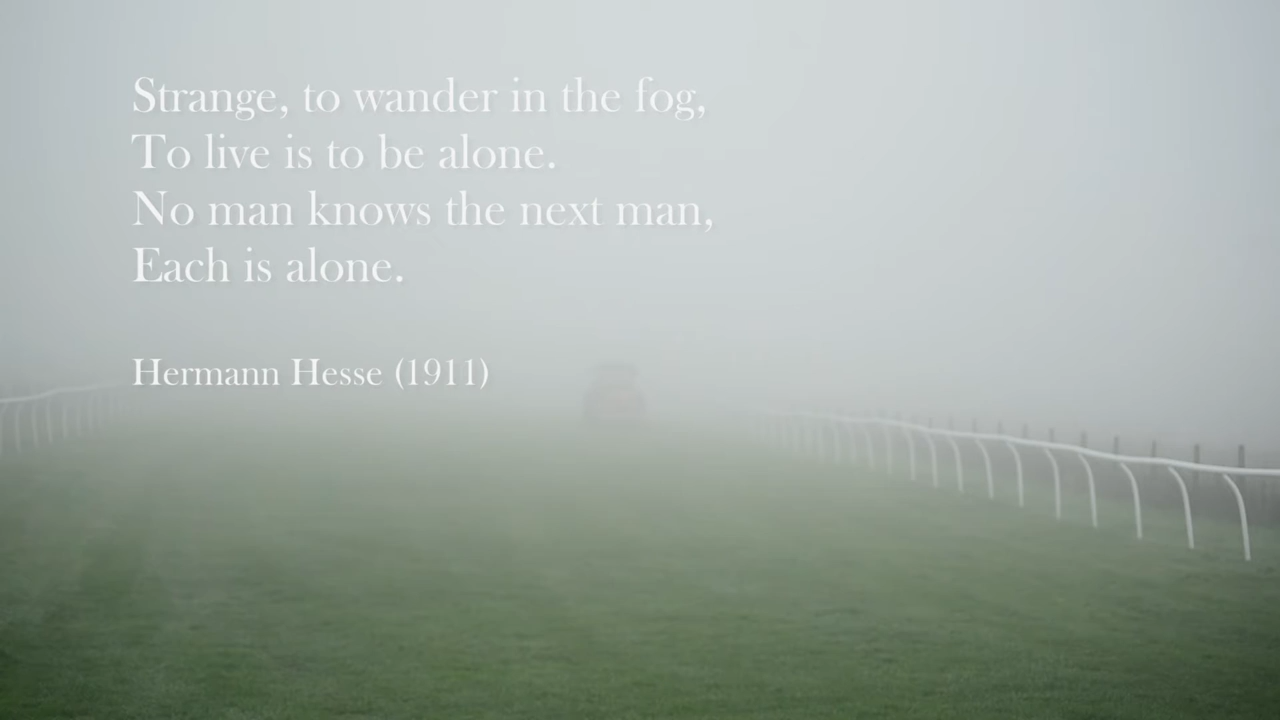 Strange, to wander in the fog,
To live is to be alone.
No man knows the next man,
Each is alone.
Hermann Hesse (1911)